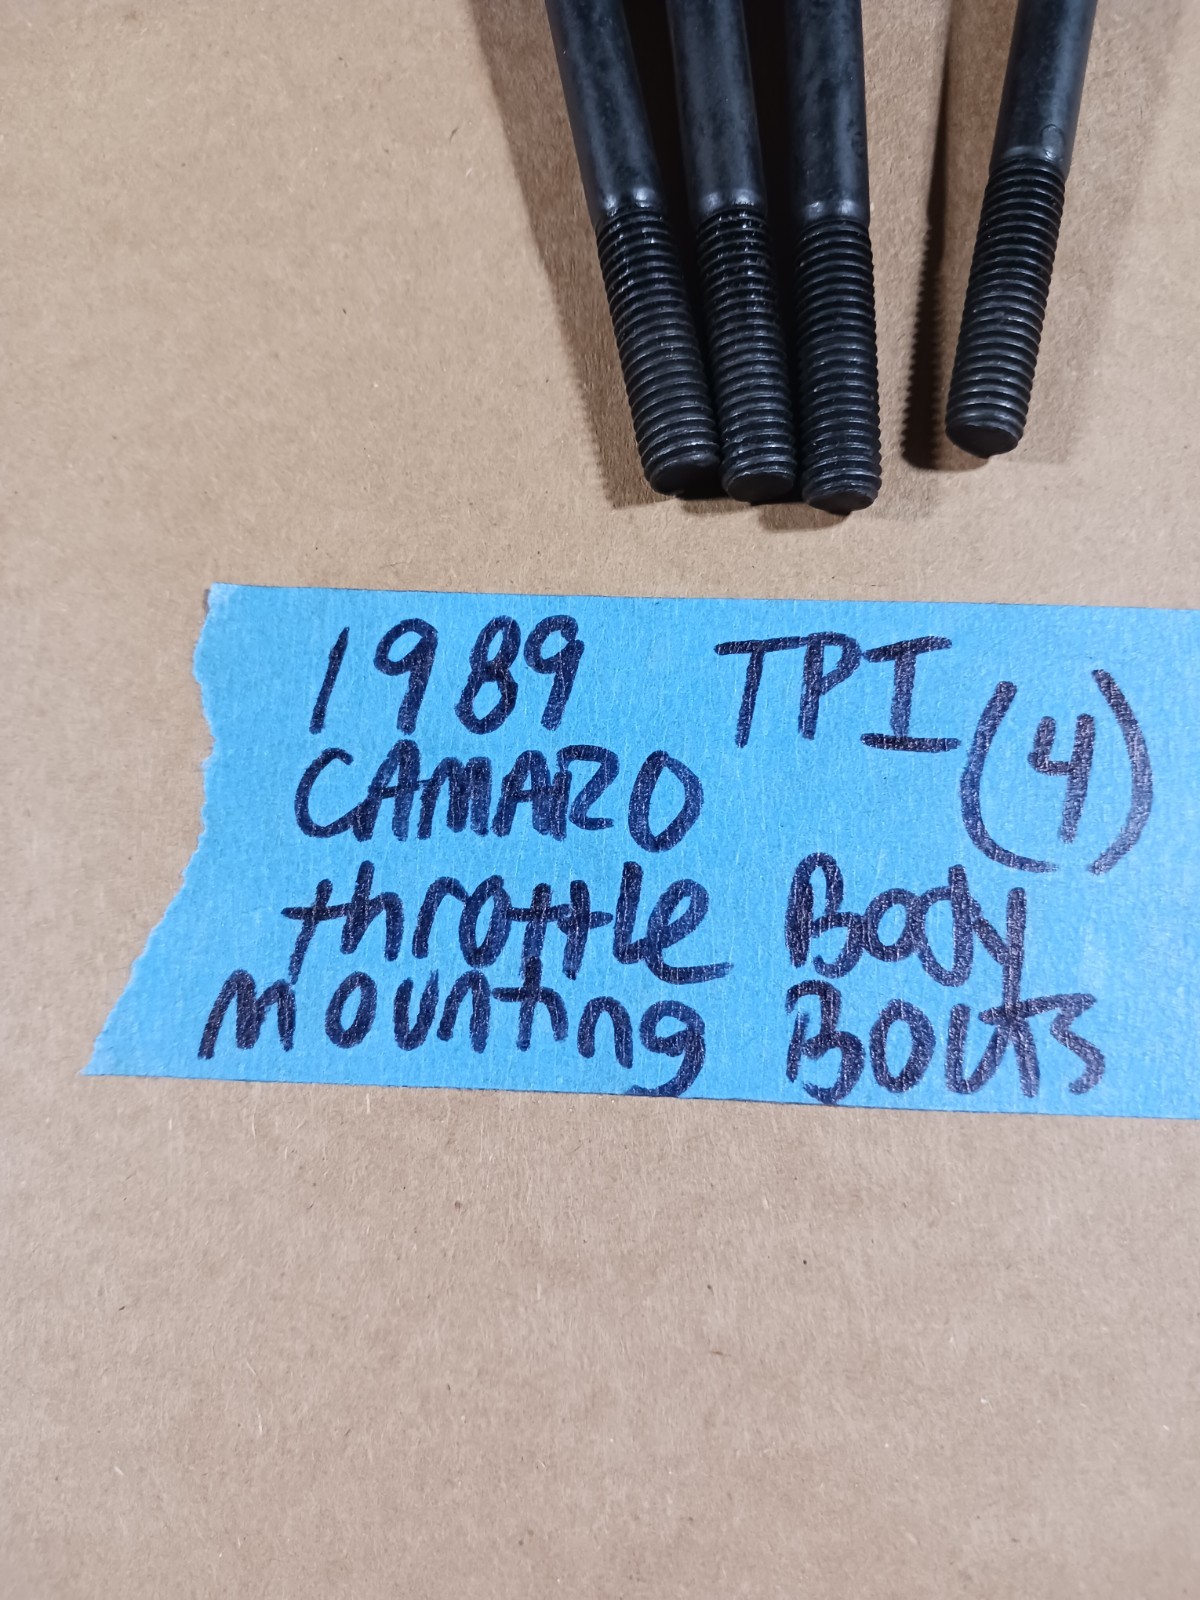 1989 TPI (4)
CAMARO
throttle Body
mounting Bolts